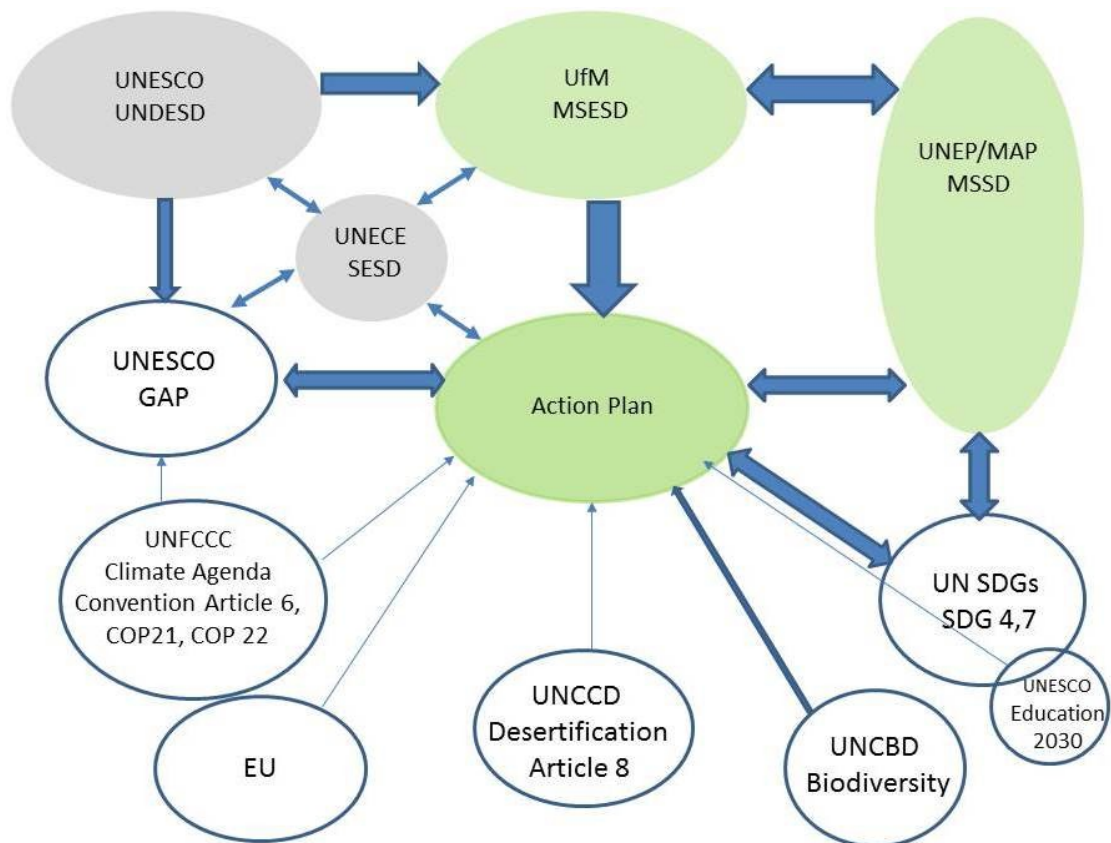 UNESCO
UNDESD
UfM
MSESD
UNEP/MAP
MSSD
UNECE
SESD
UNESCO
GAP
Action Plan
UNFCCC
Climate Agenda
Convention Article 6,
COP21, COP 22
UN SDGs
SDG 4,7
UNESCO
Education
2030
UNCCD
Desertification
Article 8
EU
UNCBD
Biodiversity